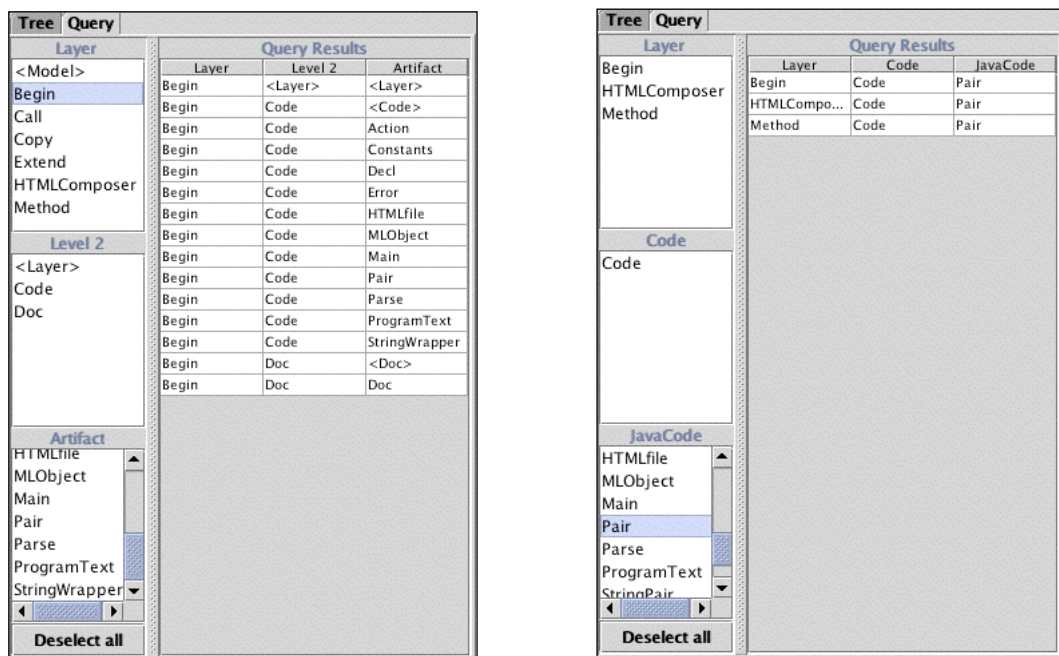 Tree Query
Layer
<Model>
Begin
Call
Copy
Extend
HTMLComposer
Method
Level 2
<Layer>
Code
Doc
Artifact
HTMLfile
MLObject
Main
Pair
Parse
ProgramText
StringWrapper
Deselect all
Query Results
Layer Level 2 Artifact
Begin <Layer> <Layer>
Begin Code <Code>
Begin Code Action
Begin Code Constants
Begin Code Decl
Begin Code Error
Begin Code HTMLfile
Begin Code MLObject
Begin Code Main
Begin Code Pair
Begin Code Parse
Begin Code ProgramText
Begin Code StringWrapper
Begin Doc <Doc>
Begin Doc Doc
Tree Query
Layer
Begin
HTMLComposer
Method
Code
Code
JavaCode
HTMLfile
MLObject
Main
Pair
Parse
ProgramText
StringPair
Deselect all
Query Results
Layer Code JavaCode
Begin Code Pair
HTMLCompo... Code Pair
Method Code Pair